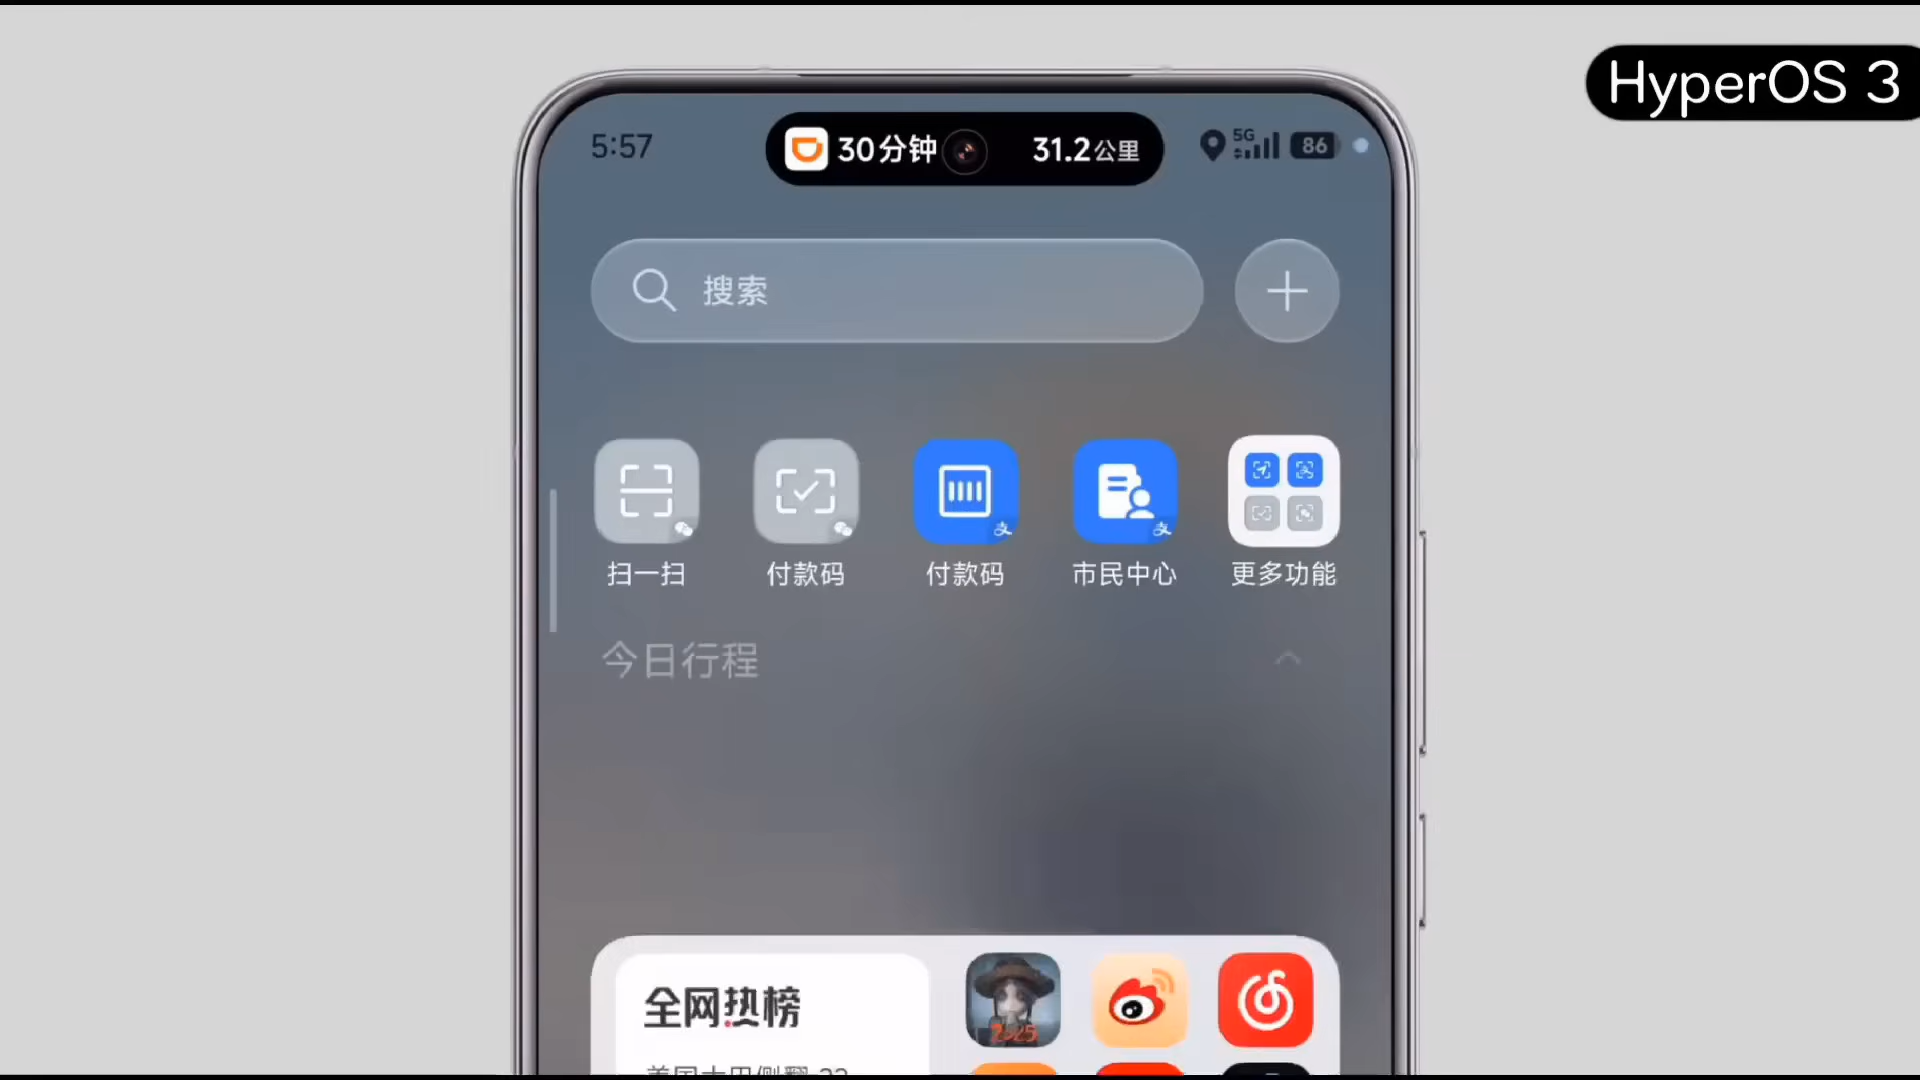 HyperOS 3
5:57
30分钟
31.2公里
5G
86
搜索
扫一扫
付款码
付款码
市民中心
更多功能
今日行程
全网热榜
2025